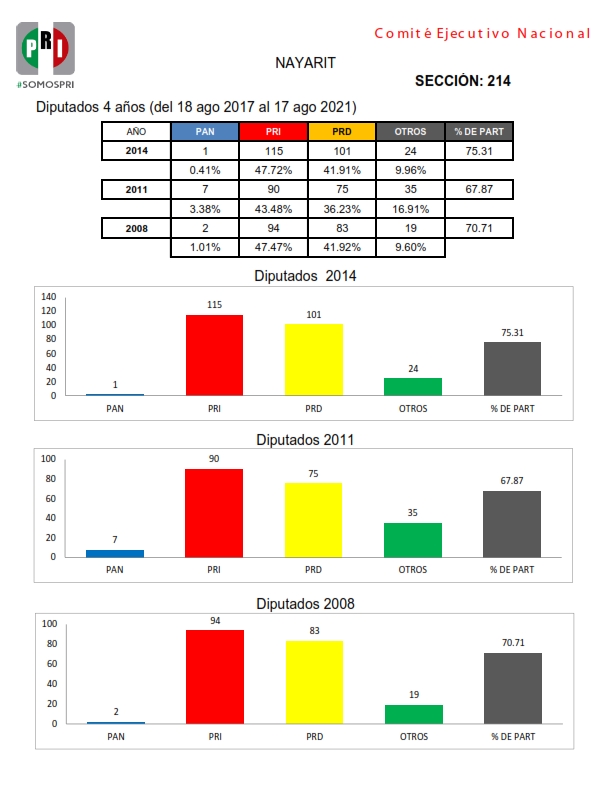 Comité Ejecutivo Nacional
PRI
#SOMOSPRI
NAYARIT
SECCIÓN: 214
Diputados 4 años (del 18 ago 2017 al 17 ago 2021)
AÑO PAN PRI PRD OTROS % DE PART
2014 1 115 101 24 75.31
0.41% 47.72% 41.91% 9.96%
2011 7 90 75 35 67.87
3.38% 43.48% 36.23% 16.91%
2008 2 94 83 19 70.71
1.01% 47.47% 41.92% 9.60%
Diputados 2014
140
120
100
80
60
40
20
0
1 115 101 24 75.31
PAN PRI PRD OTROS % DE PART
Diputados 2011
100
80
60
40
20
0
7 90 75 35 67.87
PAN PRI PRD OTROS % DE PART
Diputados 2008
100
80
60
40
20
0
2 94 83 19 70.71
PAN PRI PRD OTROS % DE PART